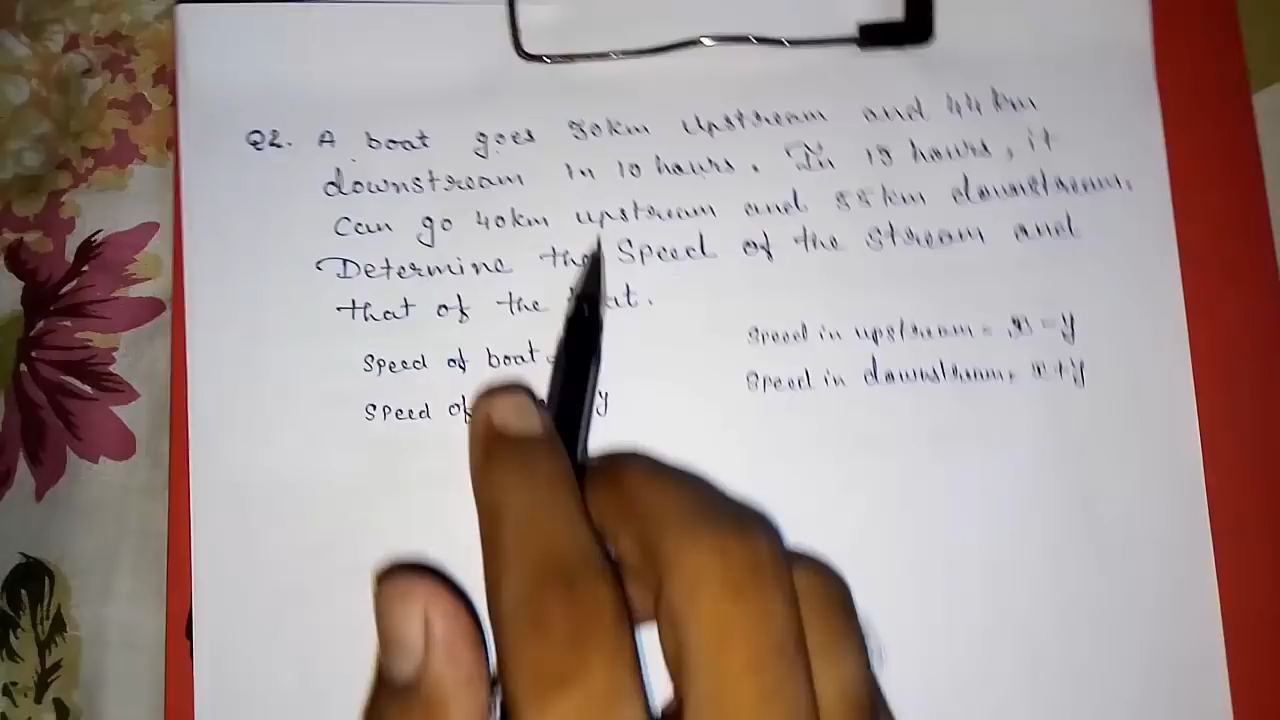 Q2. A boat goes 30km upstream and 44km
downstream in 10 hours. In 13 hours, it
can go 40km upstream and 55km downstream.
Determine the Speed of the stream and
that of the
Speed of boat
Speed of y
Speed in upstream = x - y
Speed in downstream, x+y